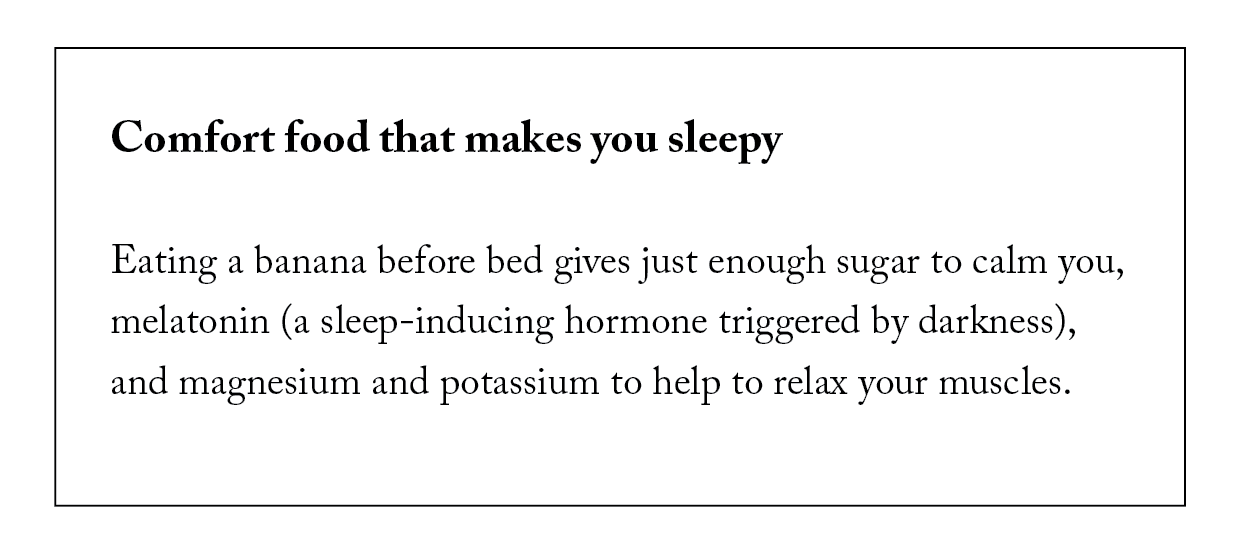 Comfort food that makes you sleepy
Eating a banana before bed gives just enough sugar to calm you,
melatonin (a sleep-inducing hormone triggered by darkness),
and magnesium and potassium to help to relax your muscles.